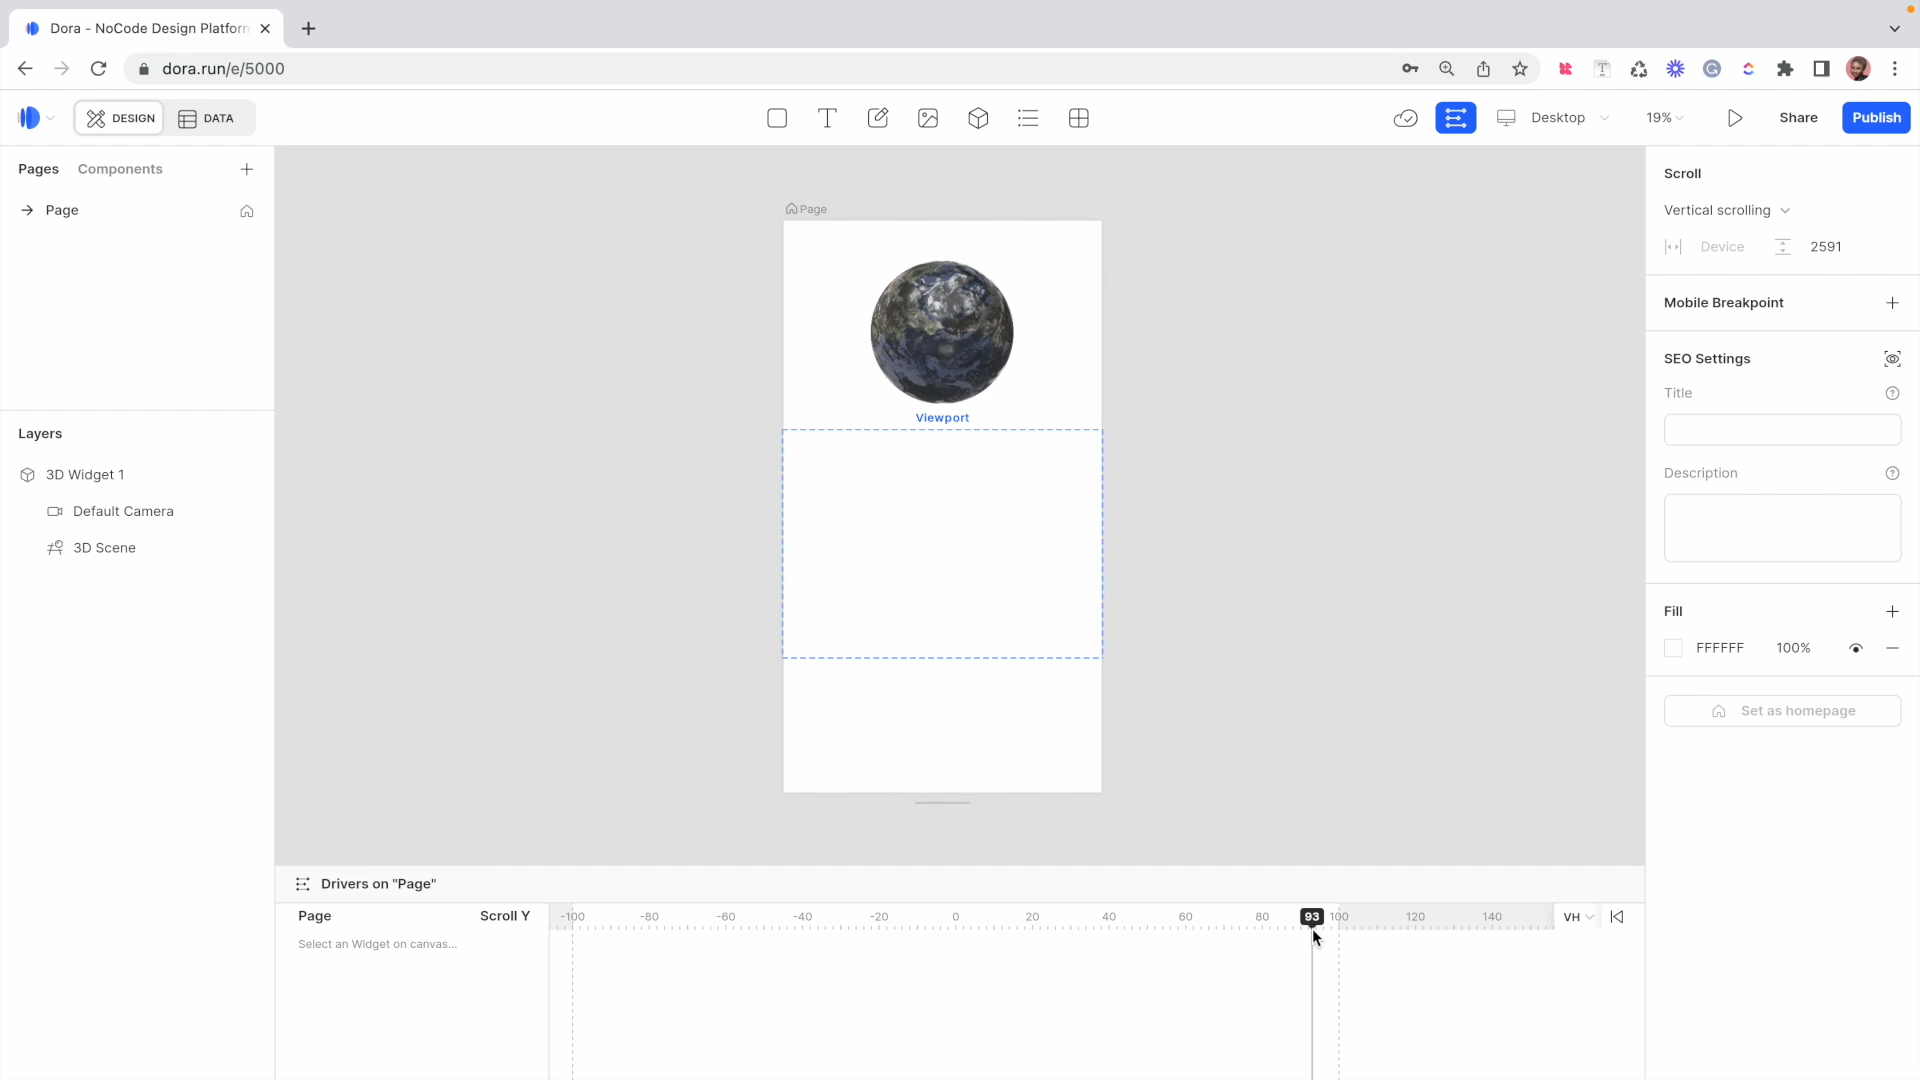 Dora - NoCode Design Platform
dora.run/e/5000
DESIGN
DATA
Desktop
19%
Share
Publish
Pages
Components
Page
Layers
3D Widget 1
Default Camera
3D Scene
Page
Viewport
Scroll
Vertical scrolling
Device
2591
Mobile Breakpoint
SEO Settings
Title
Description
Fill
FFFFFF
100%
Set as homepage
Drivers on "Page"
Page
Scroll Y
-100 -80 -60 -40 -20 0 20 40 60 80 93 100 120 140
VH
Select an Widget on canvas...